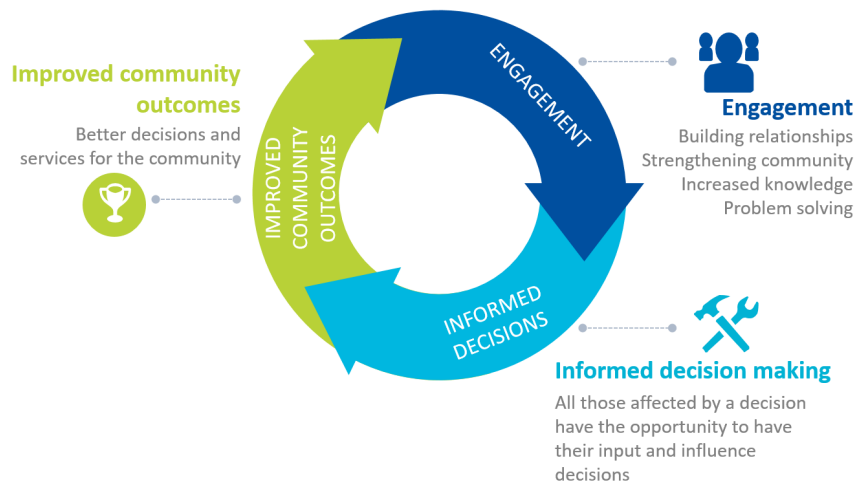 Improved community
outcomes
Better decisions and
services for the community
IMPROVED
COMMUNITY
OUTCOMES
ENGAGEMENT
INFORMED
DECISIONS
Engagement
Building relationships
Strengthening community
Increased knowledge
Problem solving
Informed decision making
All those affected by a decision
have the opportunity to have
their input and influence
decisions